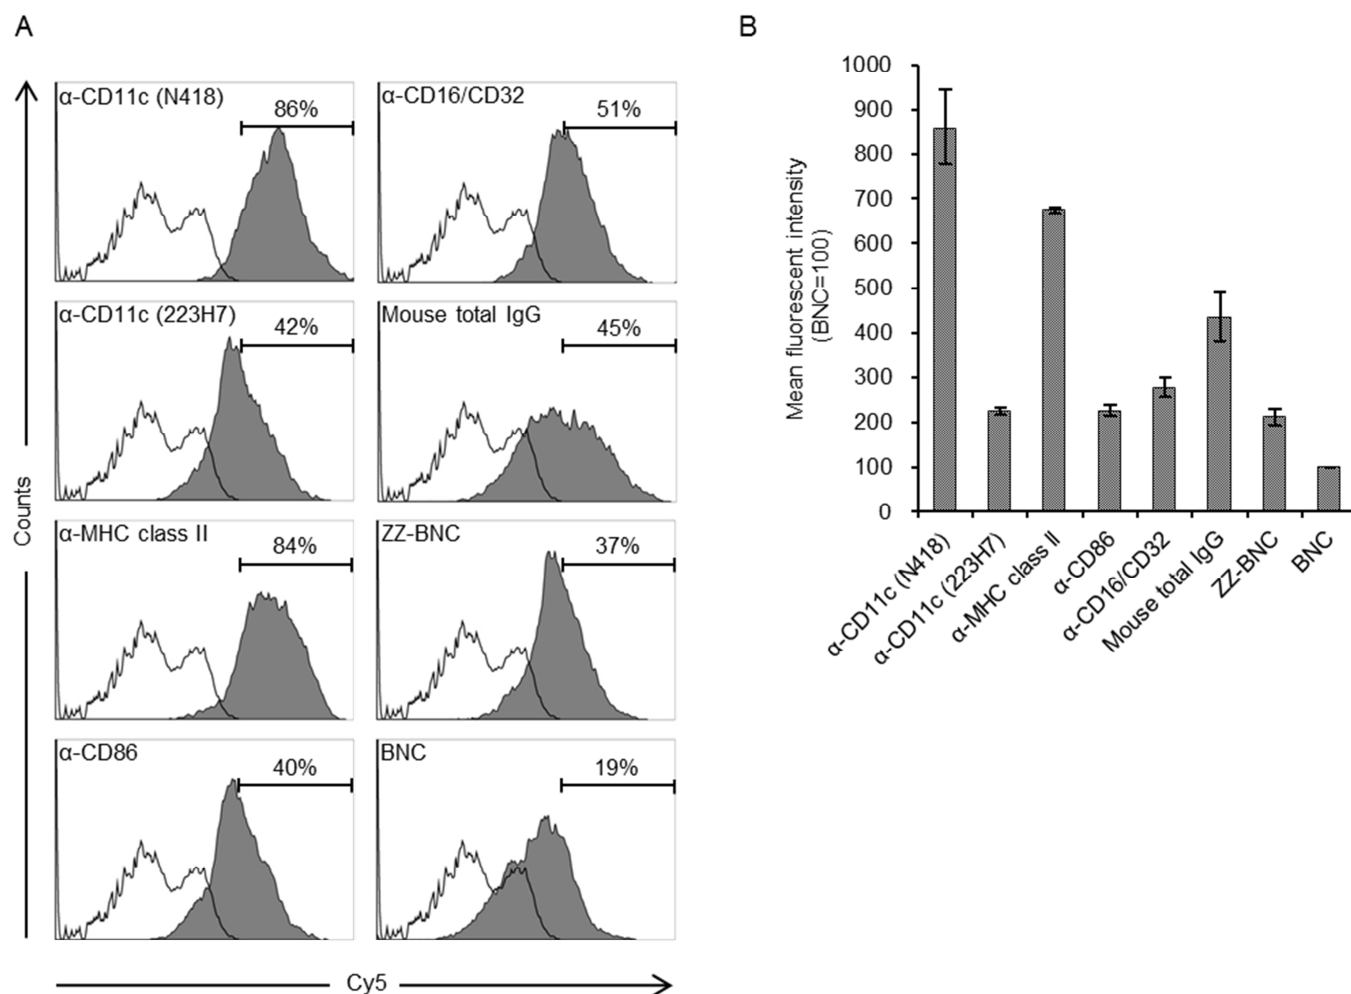 A
B
Counts
α-CD11c (N418)
86%
α-CD16/CD32
51%
α-CD11c (223H7)
42%
Mouse total IgG
45%
α-MHC class II
84%
ZZ-BNC
37%
α-CD86
40%
BNC
19%
Cy5
Mean fluorescent intensity
(BNC=100)
1000
900
800
700
600
500
400
300
200
100
0
α-CD11c (N418)
α-CD11c (223H7)
α-MHC class II
α-CD86
α-CD16/CD32
Mouse total IgG
ZZ-BNC
BNC